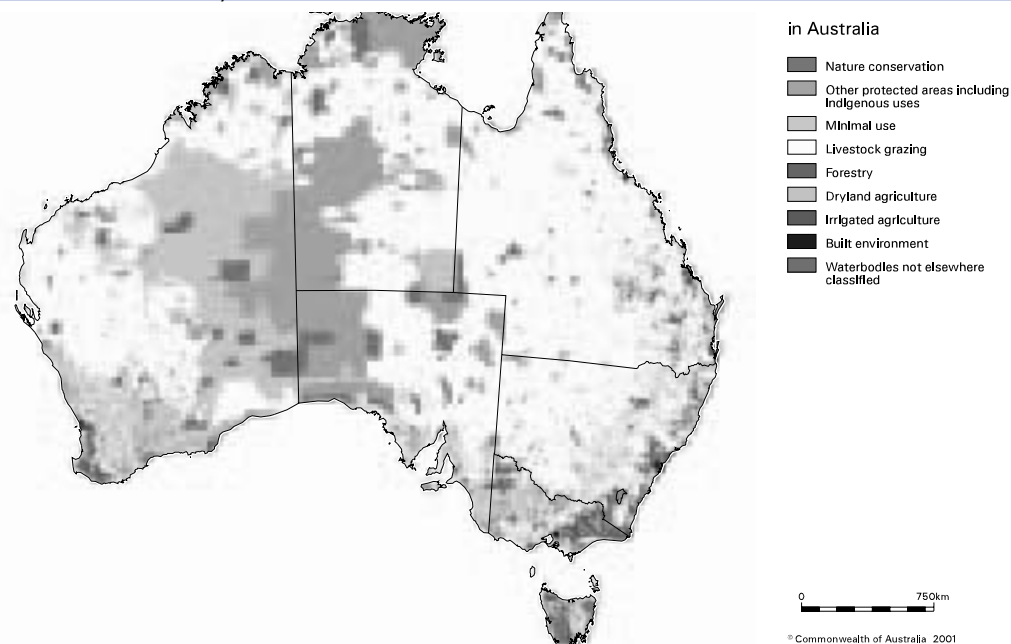 in Australia
Nature conservation
Other protected areas including
Indigenous uses
Minimal use
Livestock grazing
Forestry
Dryland agriculture
Irrigated agriculture
Built environment
Waterbodies not elsewhere
classified
0 750km
© Commonwealth of Australia 2001